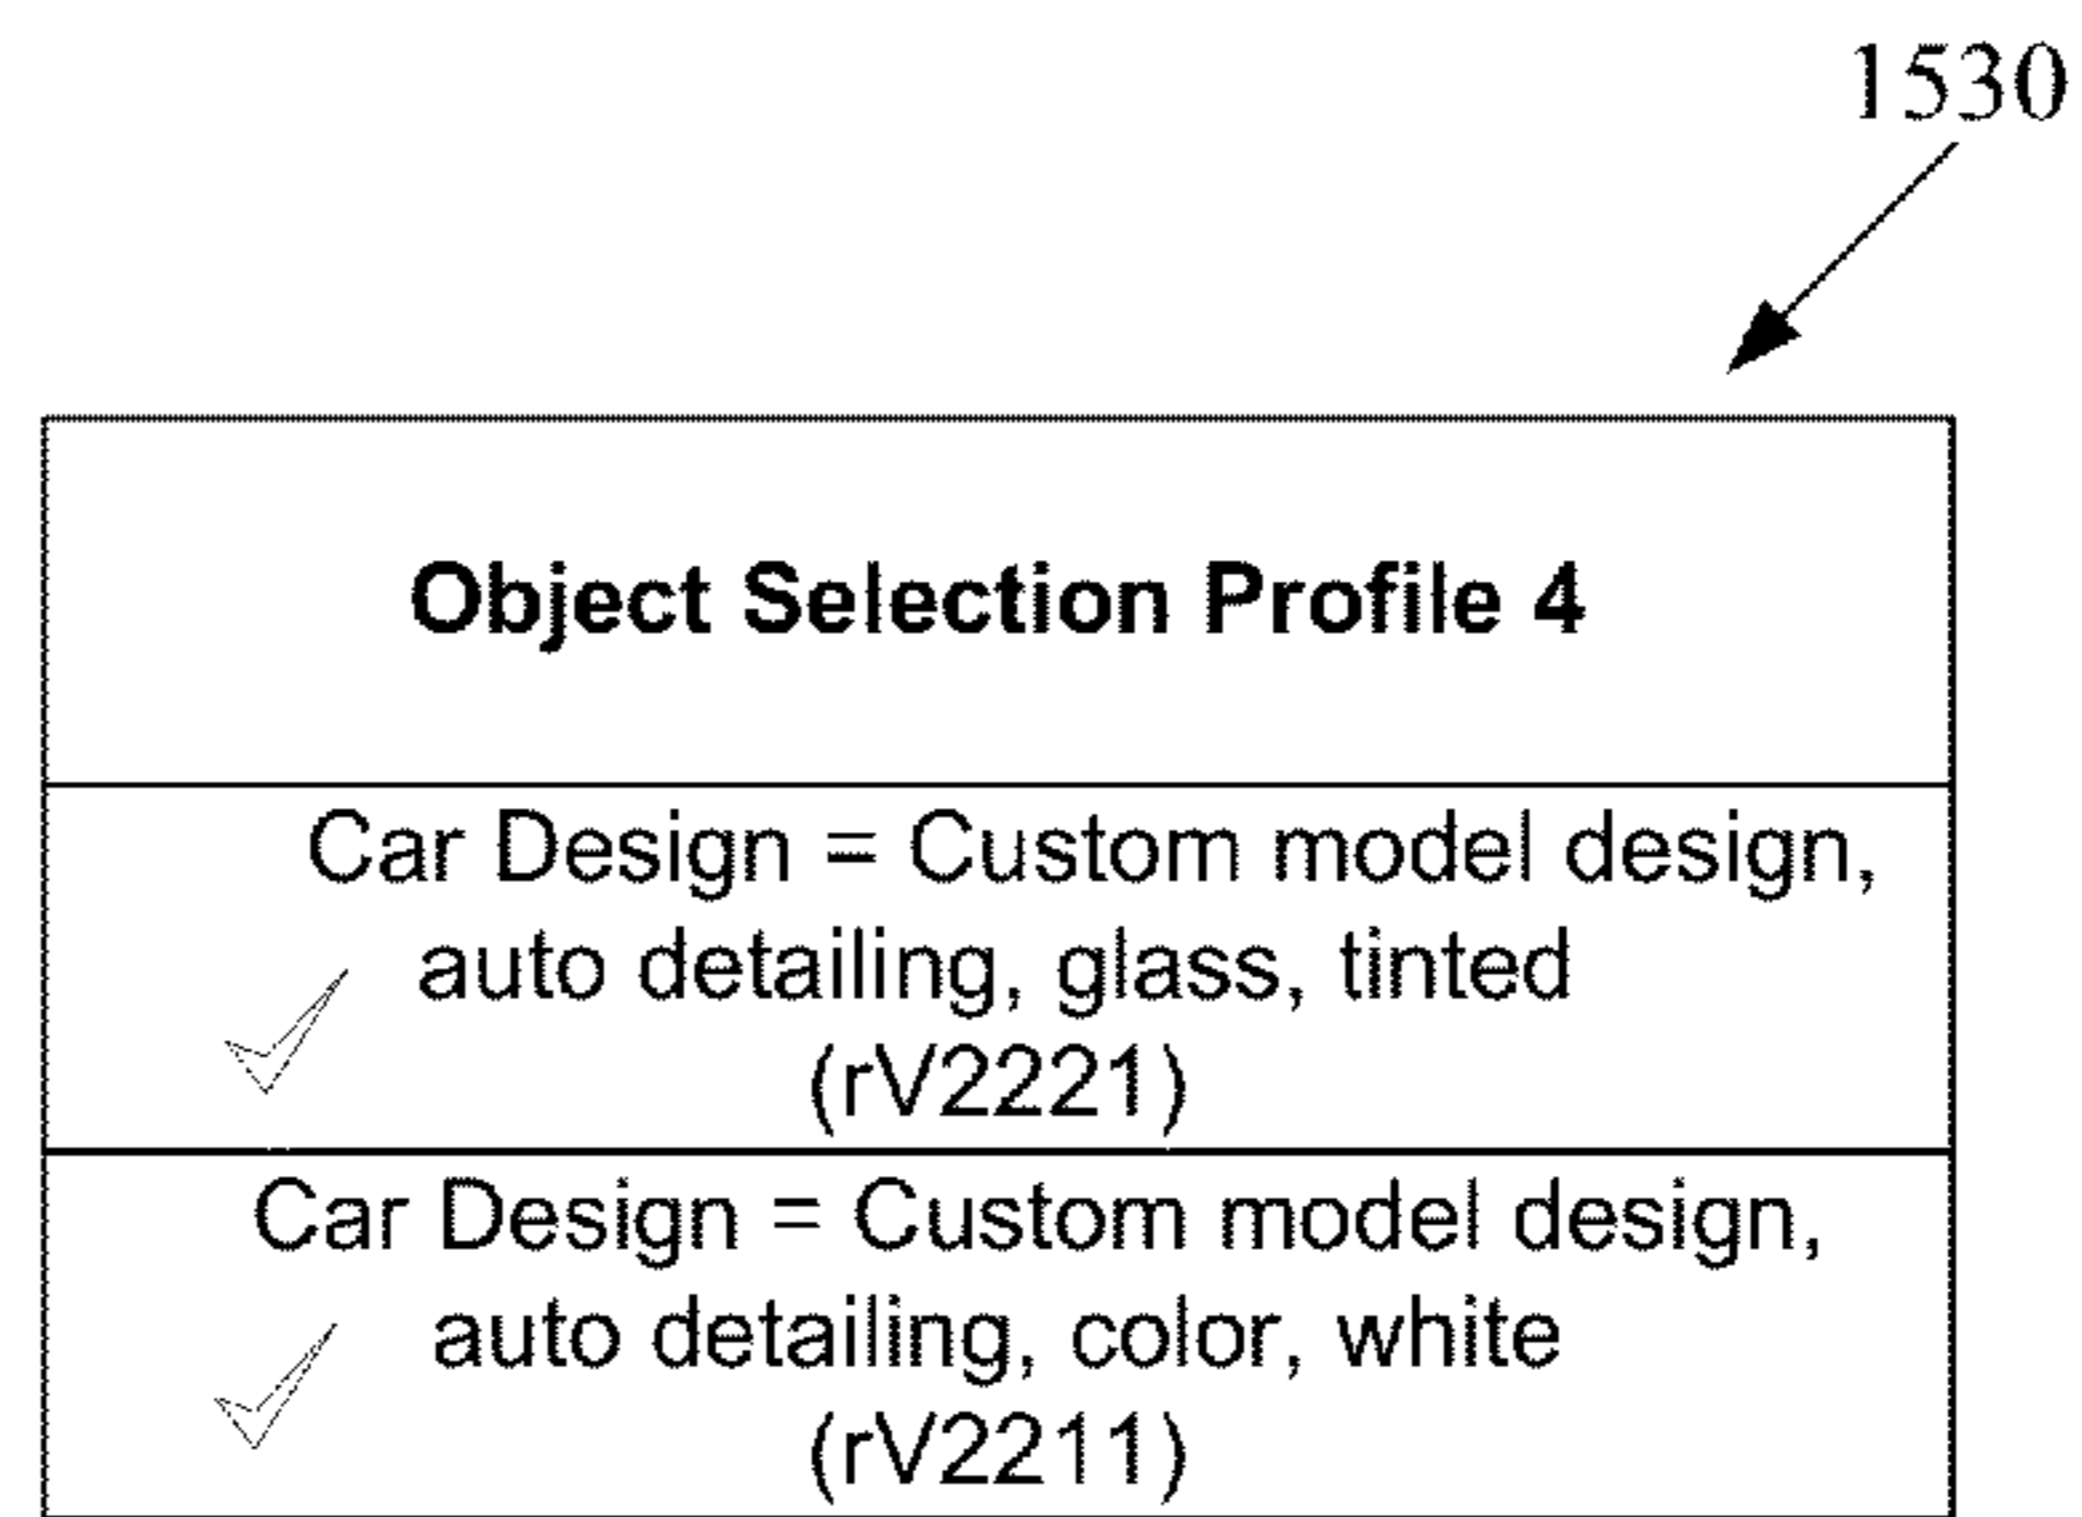 1530
Object Selection Profile 4
Car Design = Custom model design,
auto detailing, glass, tinted
(rV2221)
Car Design = Custom model design,
auto detailing, color, white
(rV2211)